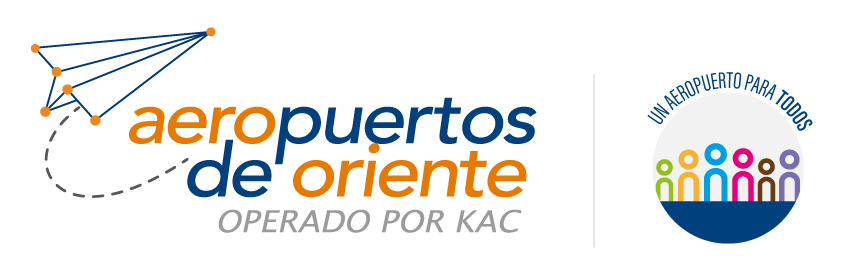 aeropuertos
de oriente
OPERADO POR KAC
UN AEROPUERTO PARA TODOS